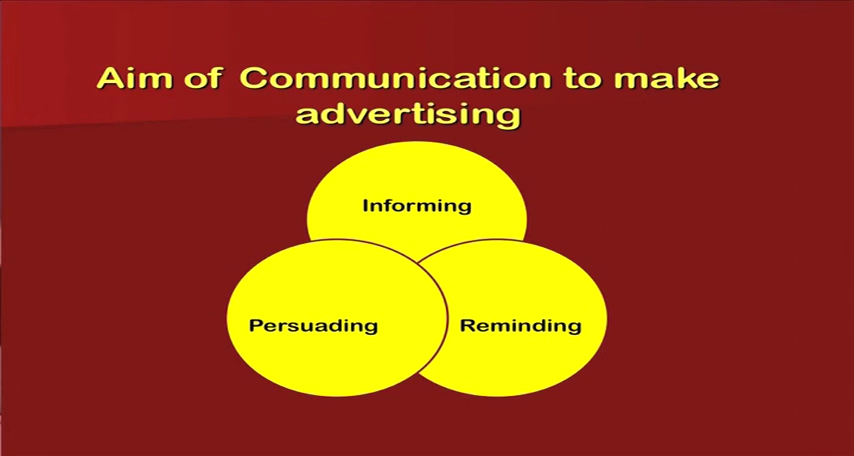 Aim of Communication to make
advertising
Informing
Persuading
Reminding